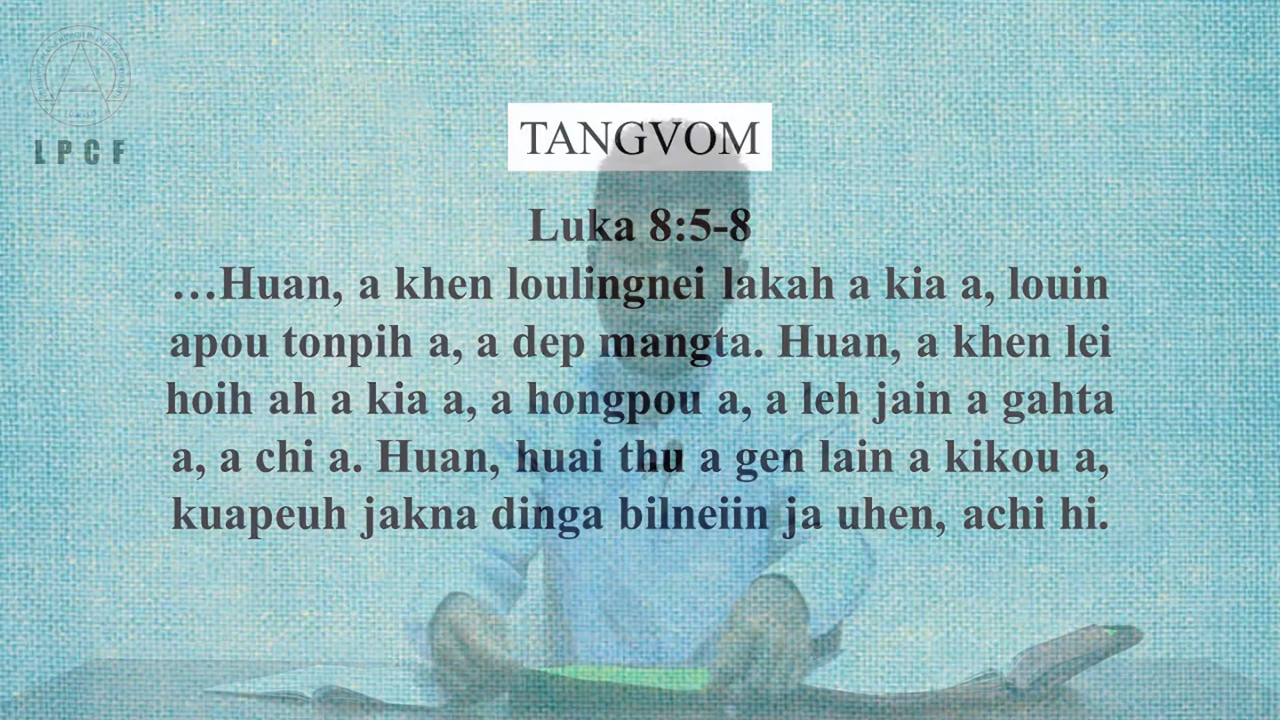 LPCF
TANGVOM
Luka 8:5-8
…Huan, a khen loulingnei lakah a kia a, louin
apou tonpih a, a dep mangta. Huan, a khen lei
hoih ah a kia a, a hongpou a, a leh jain a gahta
a, a chi a. Huan, huai thu a gen lain a kikou a,
kuapeuh jakna dinga bilneiin ja uhen, achi hi.